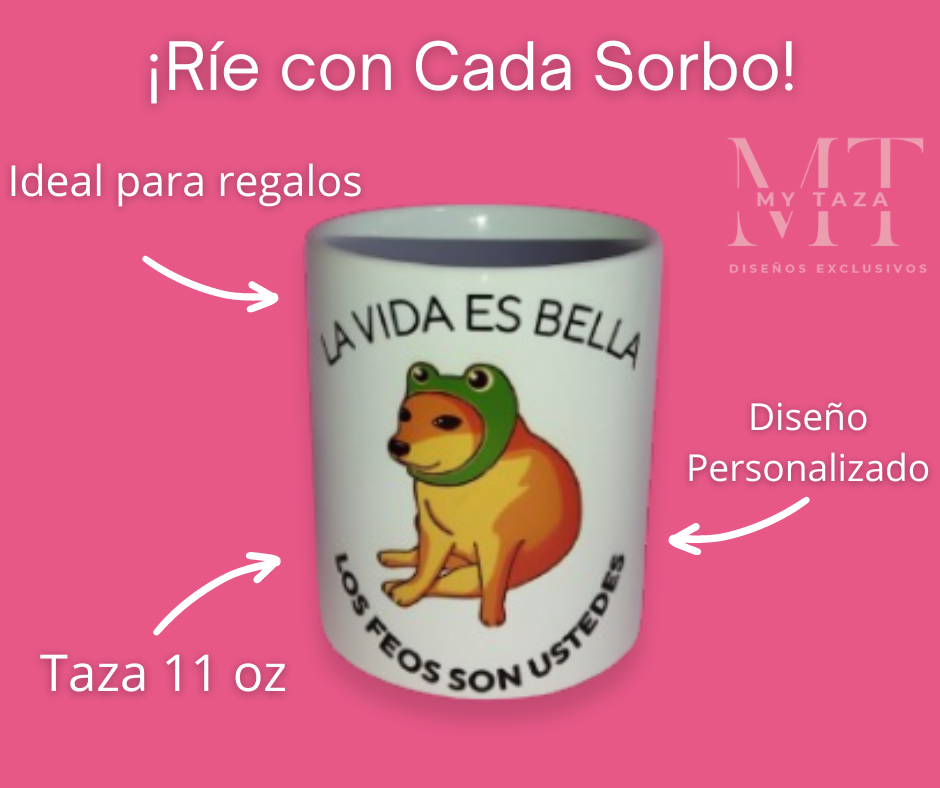 ¡Ríe con Cada Sorbo!
Ideal para regalos
MT
MY TAZA
DISEÑOS EXCLUSIVOS
LA VIDA ES BELLA
LOS FEOS SON USTEDES
Diseño
Personalizado
Taza 11 oz